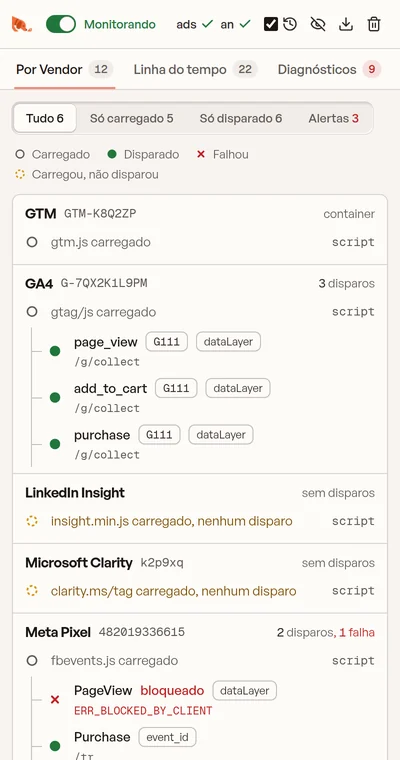 Monitorando ads an
Por Vendor 12 Linha do tempo 22 Diagnósticos 9
Tudo 6 Só carregado 5 Só disparado 6 Alertas 3
Carregado Disparado Falhou
Carregou, não disparou
GTM GTM-K8Q2ZP container
gtm.js carregado script
GA4 G-7QX2K1L9PM 3 disparos
gtag/js carregado script
page_view G111 dataLayer
/g/collect
add_to_cart G111 dataLayer
/g/collect
purchase G111 dataLayer
/g/collect
LinkedIn Insight sem disparos
insight.min.js carregado, nenhum disparo script
Microsoft Clarity k2p9xq sem disparos
clarity.ms/tag carregado, nenhum disparo script
Meta Pixel 482019336615 2 disparos, 1 falha
fbevents.js carregado script
PageView bloqueado dataLayer
ERR_BLOCKED_BY_CLIENT
Purchase event_id
/tr